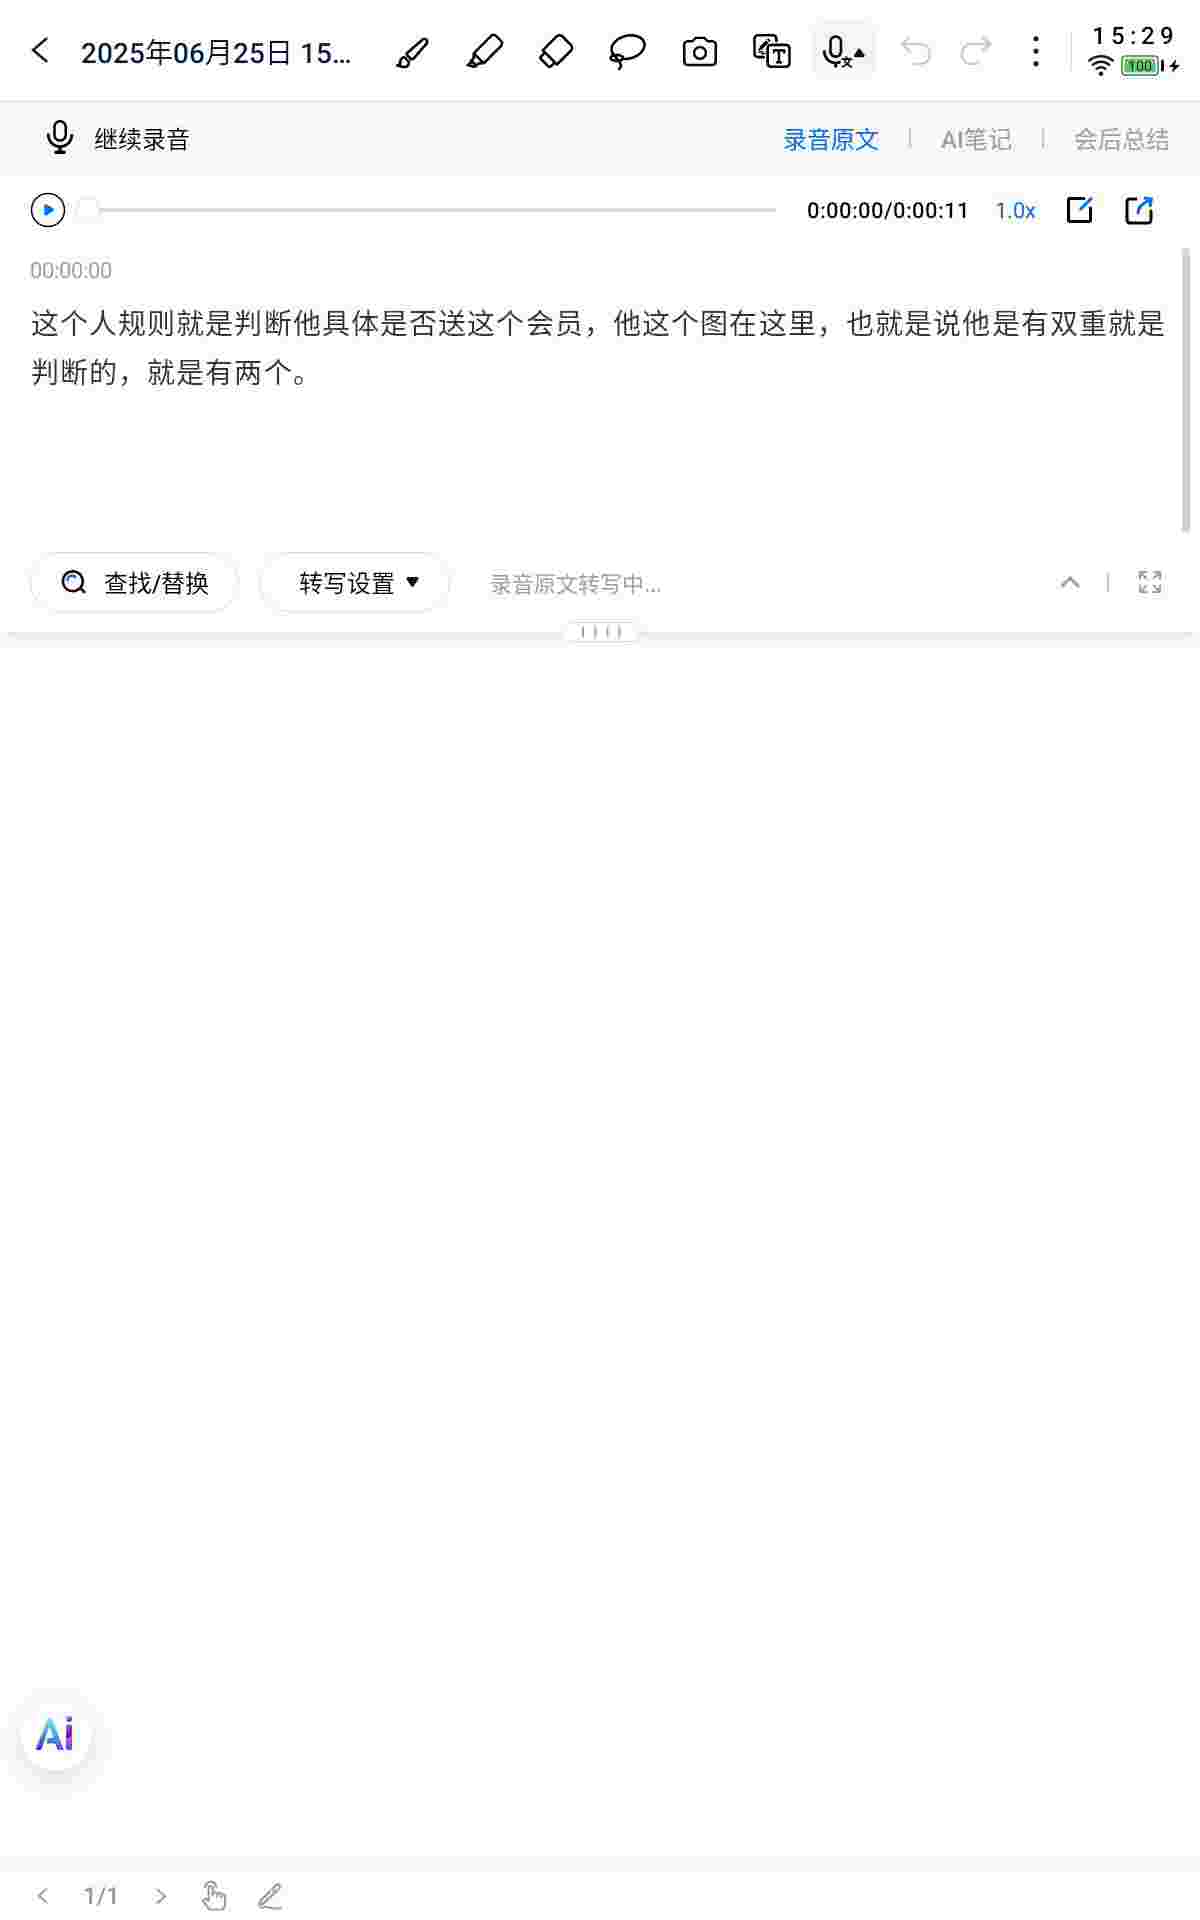 2025年06月25日 15...
15:29
100
继续录音
录音原文
AI笔记
会后总结
0:00:00/0:00:11
1.0x
00:00:00
这个人规则就是判断他具体是否送这个会员，他这个图在这里，也就是说他是有双重就是
判断的，就是有两个。
查找/替换
转写设置
录音原文转写中...
Ai
1/1